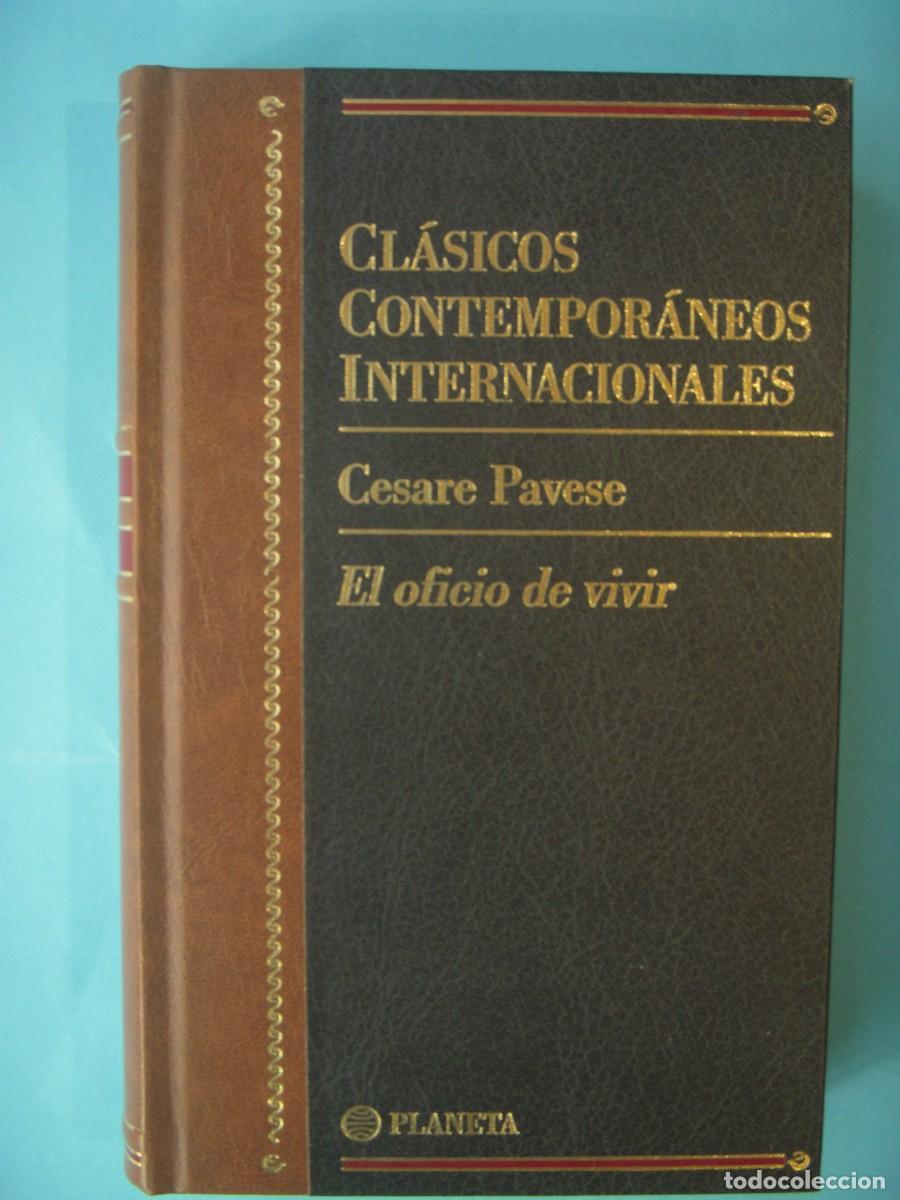 CLÁSICOS
CONTEMPORÁNEOS
INTERNACIONALES
Cesare Pavese
El oficio de vivir
PLANETA
todocoleccion